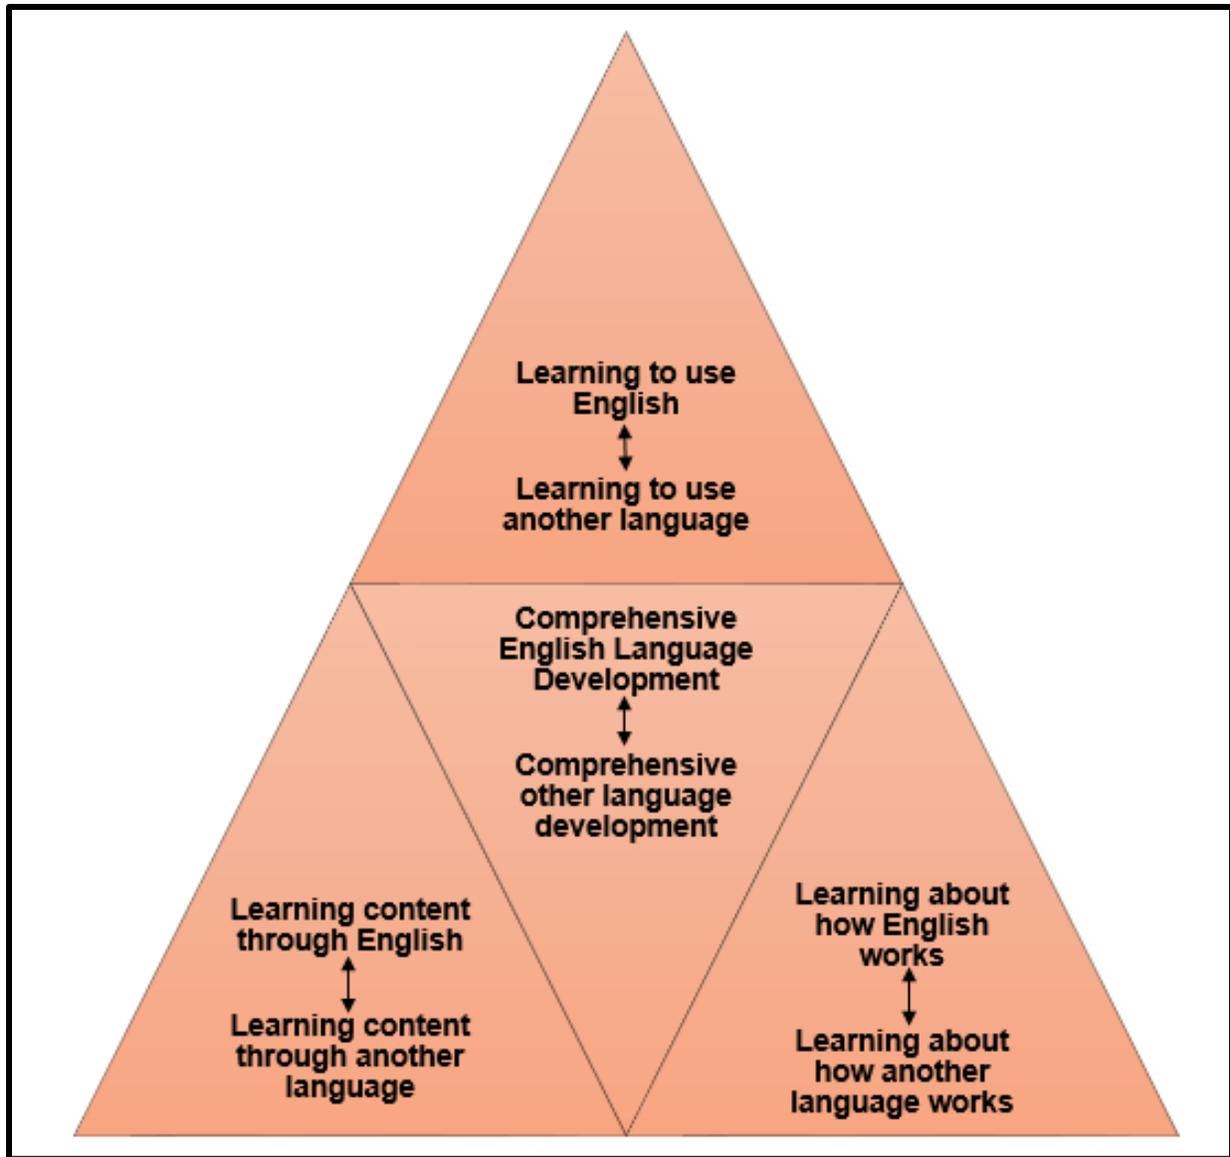 Learning to use
English
Learning to use
another language
Comprehensive
English Language
Development
Comprehensive
other language
development
Learning content
through English
Learning content
through another
language
Learning about
how English
works
Learning about
how another
language works